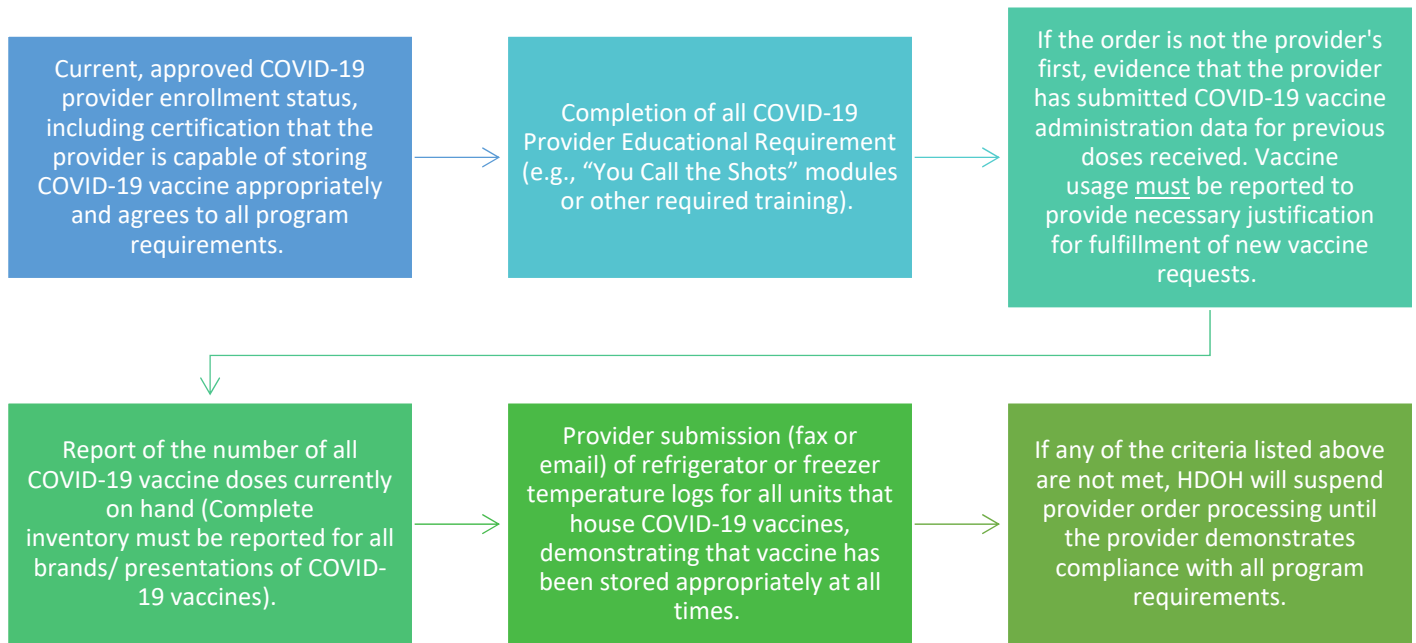 Current, approved COVID-19
provider enrollment status,
including certification that the
provider is capable of storing
COVID-19 vaccine appropriately
and agrees to all program
requirements.
Completion of all COVID-19
Provider Educational Requirement
(e.g., “You Call the Shots” modules
or other required training).
If the order is not the provider's
first, evidence that the provider
has submitted COVID-19 vaccine
administration data for previous
doses received. Vaccine
usage must be reported to
provide necessary justification
for fulfillment of new vaccine
requests.
Report of the number of all
COVID-19 vaccine doses currently
on hand (Complete
inventory must be reported for all
brands/ presentations of COVID-
19 vaccines).
Provider submission (fax or
email) of refrigerator or freezer
temperature logs for all units that
house COVID-19 vaccines,
demonstrating that vaccine has
been stored appropriately at all
times.
If any of the criteria listed above
are not met, HDOH will suspend
provider order processing until
the provider demonstrates
compliance with all program
requirements.